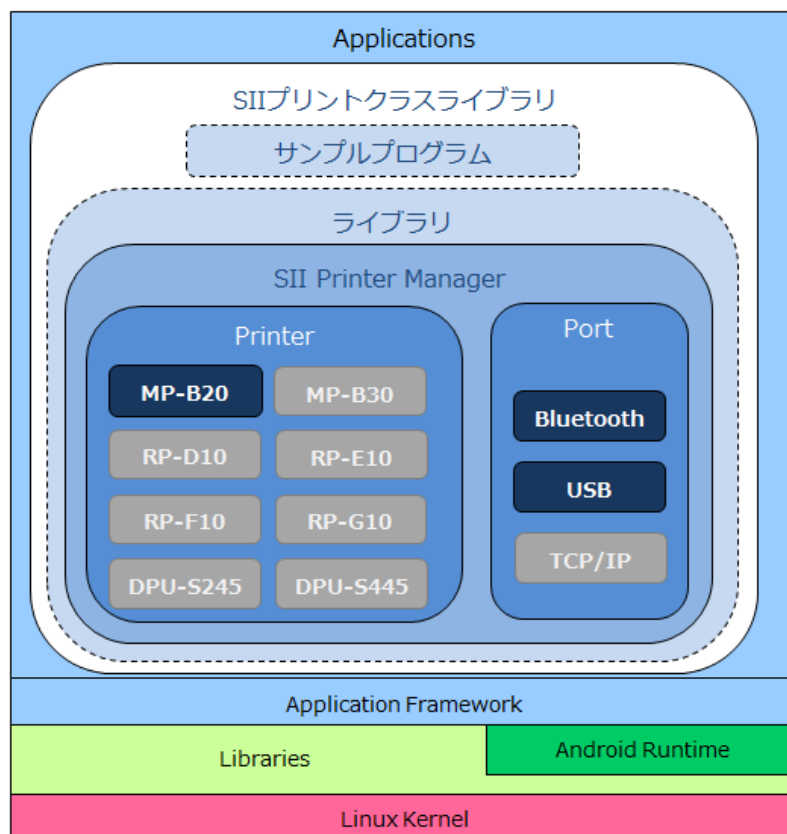 Applications
SIIプリントクラスライブラリ
サンプルプログラム
ライブラリ
SII Printer Manager
Printer
MP-B20
MP-B30
RP-D10
RP-E10
RP-F10
RP-G10
DPU-S245
DPU-S445
Port
Bluetooth
USB
TCP/IP
Application Framework
Libraries
Android Runtime
Linux Kernel